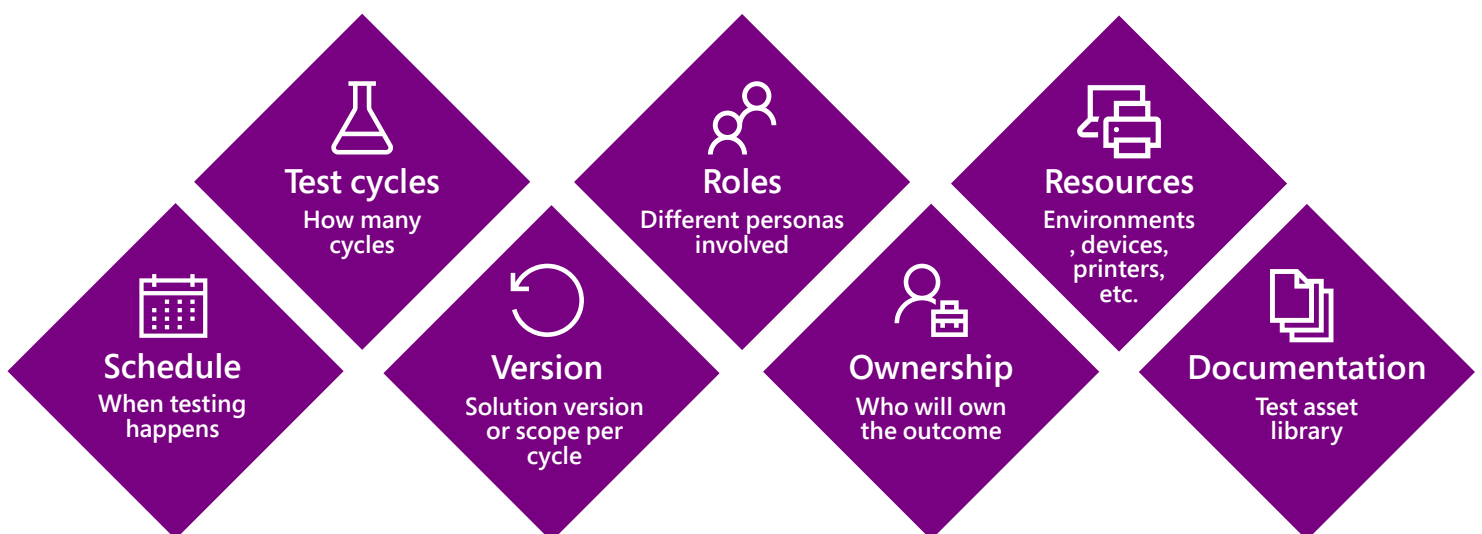 Test cycles
How many
cycles
Roles
Different personas
involved
Resources
Environments
, devices,
printers,
etc.
Schedule
When testing
happens
Version
Solution version
or scope per
cycle
Ownership
Who will own
the outcome
Documentation
Test asset
library